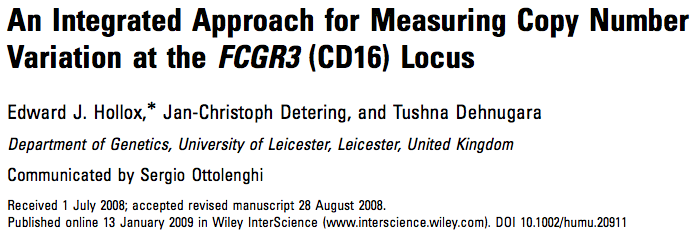 An Integrated Approach for Measuring Copy Number
Variation at the FCGR3 (CD16) Locus
Edward J. Hollox,* Jan-Christoph Detering, and Tushna Dehnugara
Department of Genetics, University of Leicester, Leicester, United Kingdom
Communicated by Sergio Ottolenghi
Received 1 July 2008; accepted revised manuscript 28 August 2008.
Published online 13 January 2009 in Wiley InterScience (www.interscience.wiley.com). DOI 10.1002/humu.20911